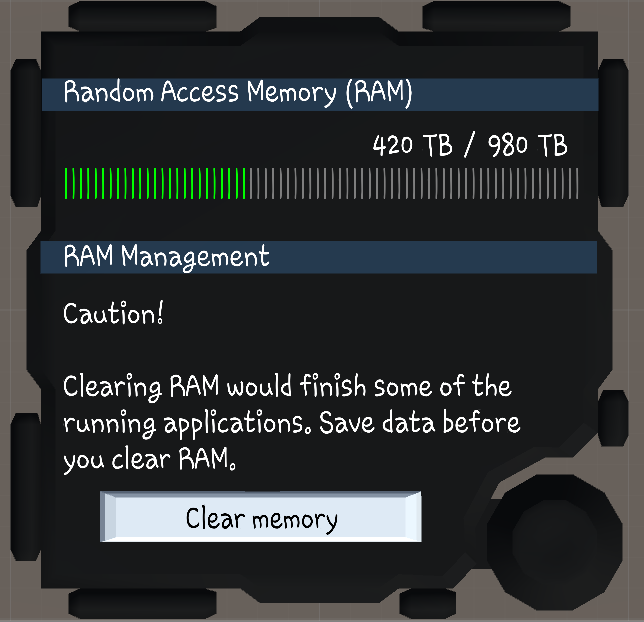 Random Access Memory (RAM)
420 TB / 980 TB
RAM Management
Caution!
Clearing RAM would finish some of the
running applications. Save data before
you clear RAM.
Clear memory